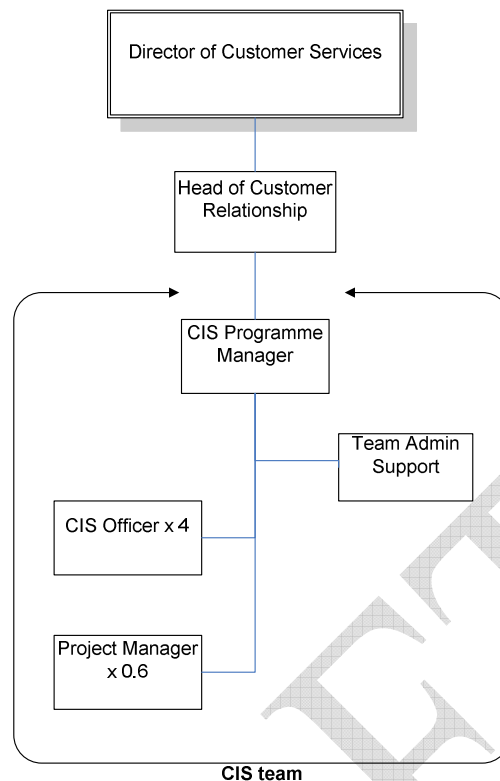 Director of Customer Services
Head of Customer
Relationship
CIS Programme
Manager
Team Admin
Support
CIS Officer x 4
Project Manager
x 0.6
CIS team